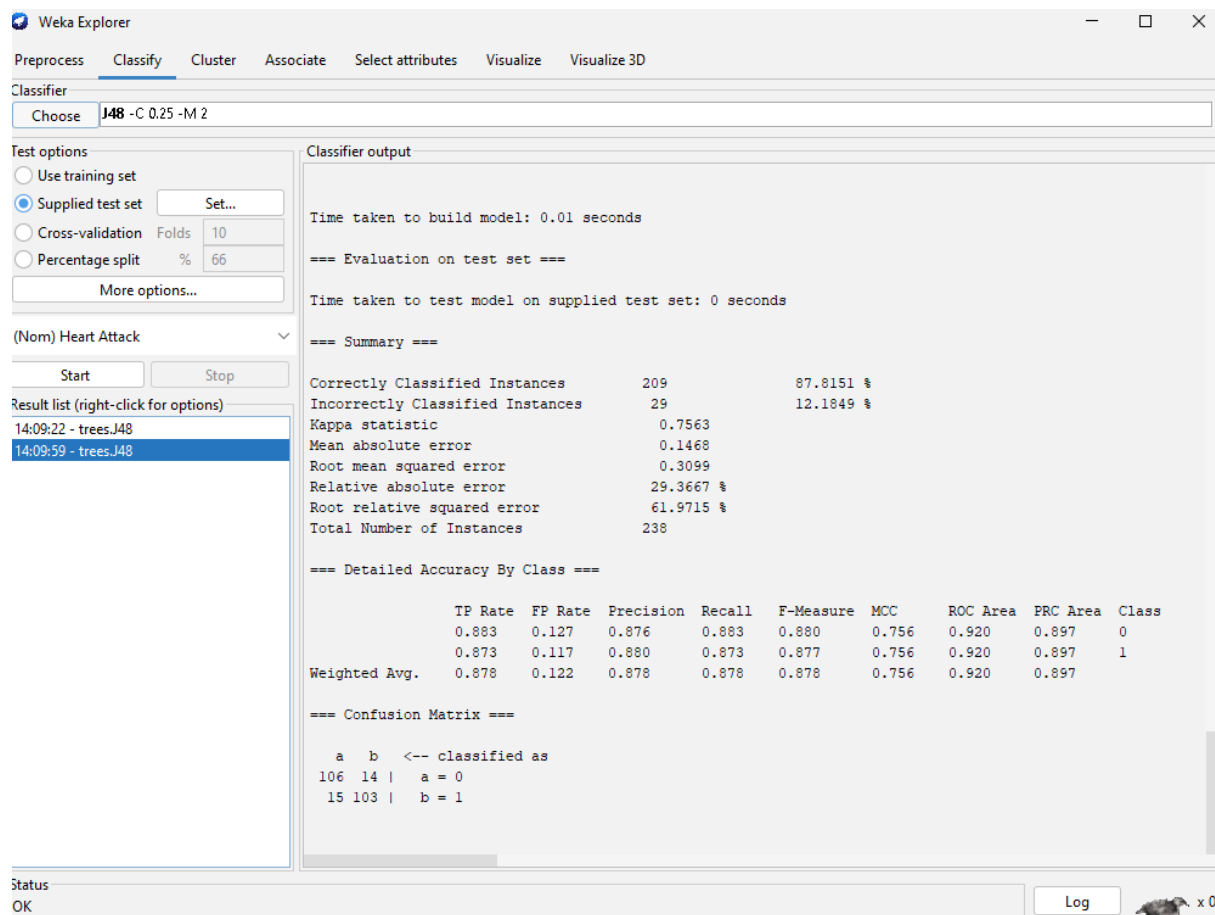 Weka Explorer
Preprocess Classify Cluster Associate Select attributes Visualize Visualize 3D
Classifier
Choose J48 -C 0.25 -M 2
Test options
Use training set
Supplied test set Set...
Cross-validation Folds 10
Percentage split % 66
More options...
(Nom) Heart Attack
Start Stop
Result list (right-click for options)
14:09:22 - trees.J48
14:09:59 - trees.J48
Classifier output
Time taken to build model: 0.01 seconds
=== Evaluation on test set ===
Time taken to test model on supplied test set: 0 seconds
=== Summary ===
Correctly Classified Instances 209 87.8151 %
Incorrectly Classified Instances 29 12.1849 %
Kappa statistic 0.7563
Mean absolute error 0.1468
Root mean squared error 0.3099
Relative absolute error 29.3667 %
Root relative squared error 61.9715 %
Total Number of Instances 238
=== Detailed Accuracy By Class ===
TP Rate FP Rate Precision Recall F-Measure MCC ROC Area PRC Area Class
0.883 0.127 0.876 0.883 0.880 0.756 0.920 0.897 0
0.873 0.117 0.880 0.873 0.877 0.756 0.920 0.897 1
Weighted Avg. 0.878 0.122 0.878 0.878 0.878 0.756 0.920 0.897
=== Confusion Matrix ===
a b <-- classified as
106 14 | a = 0
15 103 | b = 1
Status
OK
Log x 0